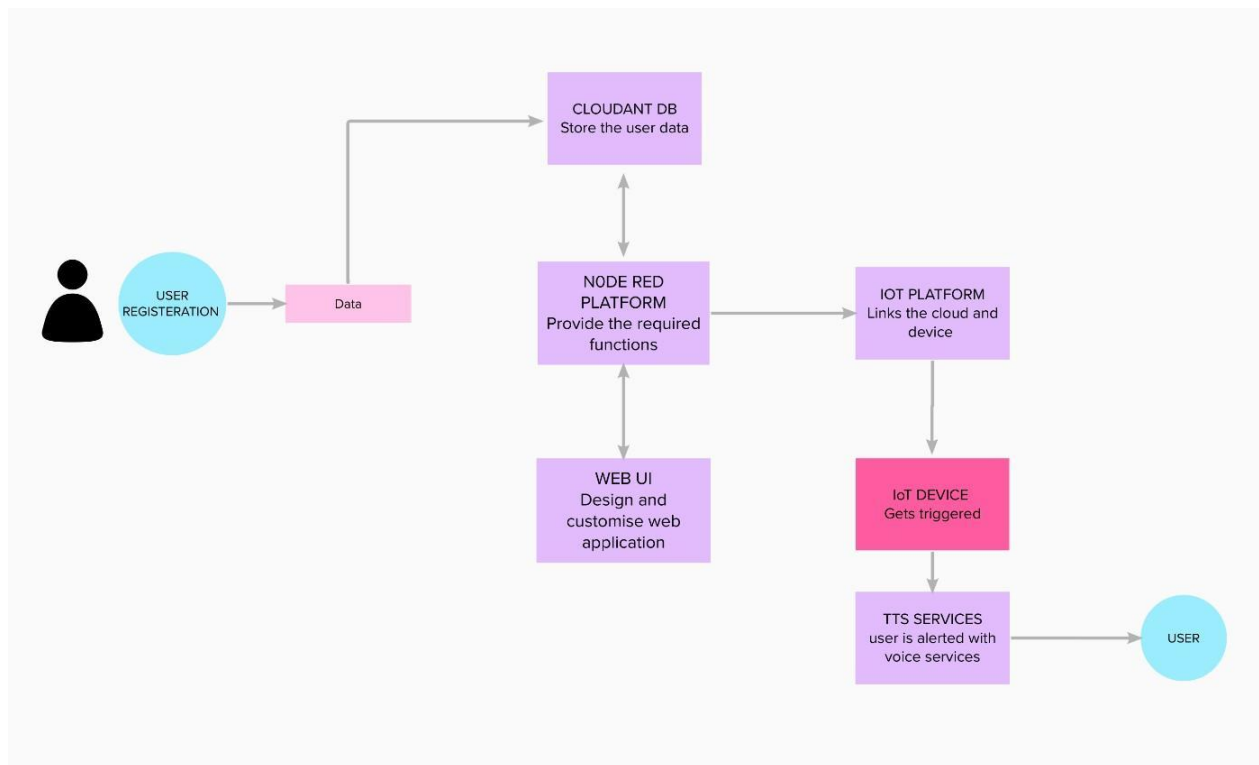 CLOUDANT DB
Store the user data
USER
REGISTERATION
Data
N0DE RED
PLATFORM
Provide the required
functions
IOT PLATFORM
Links the cloud and
device
WEB UI
Design and
customise web
application
IoT DEVICE
Gets triggered
TTS SERVICES
user is alerted with
voice services
USER